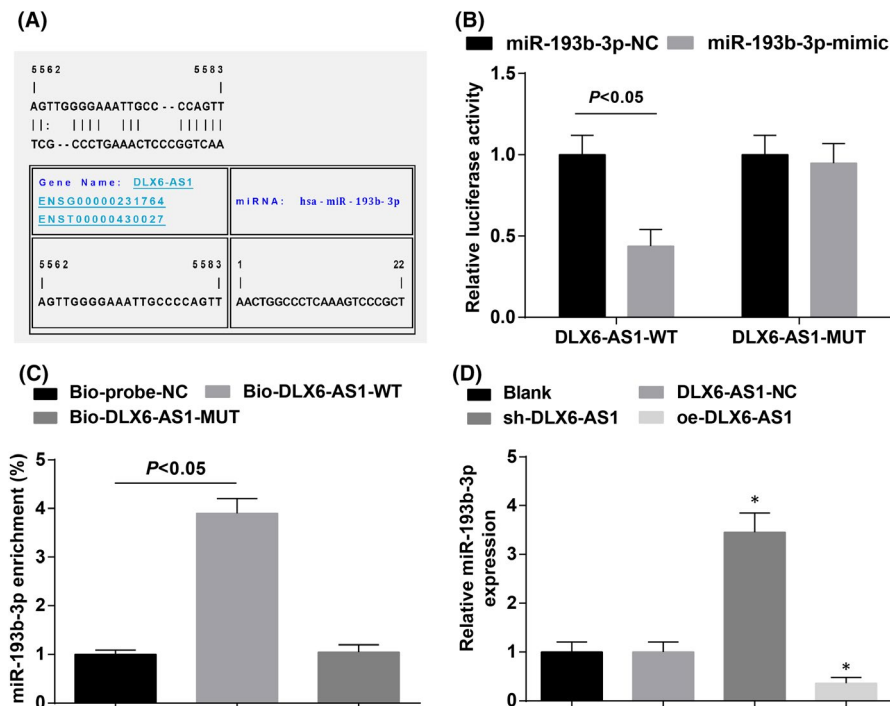 (A)
5562 5583
| |
AGTTGGGGAAATTGCC--CCAGTT
||: |||| ||| ||||||
TCG--CCCTGAAACTCCCGGTCAA
Gene Name: DLX6-AS1
ENSG00000231764
ENST00000430027
miRNA: hsa-miR-193b-3p
5562 5583
| |
AGTTGGGGAAATTGCCCCAGTT
1 22
| |
AACTGGCCCTCAAAGTCCCGCT
(B)
miR-193b-3p-NC miR-193b-3p-mimic
Relative luciferase activity
1.5
1.0
0.5
0.0
P<0.05
DLX6-AS1-WT DLX6-AS1-MUT
(C)
Bio-probe-NC Bio-DLX6-AS1-WT
Bio-DLX6-AS1-MUT
miR-193b-3p enrichment (%)
5
4
3
2
1
0
P<0.05
(D)
Blank DLX6-AS1-NC
sh-DLX6-AS1 oe-DLX6-AS1
Relative miR-193b-3p
expression
5
4
3
2
1
0
*
*